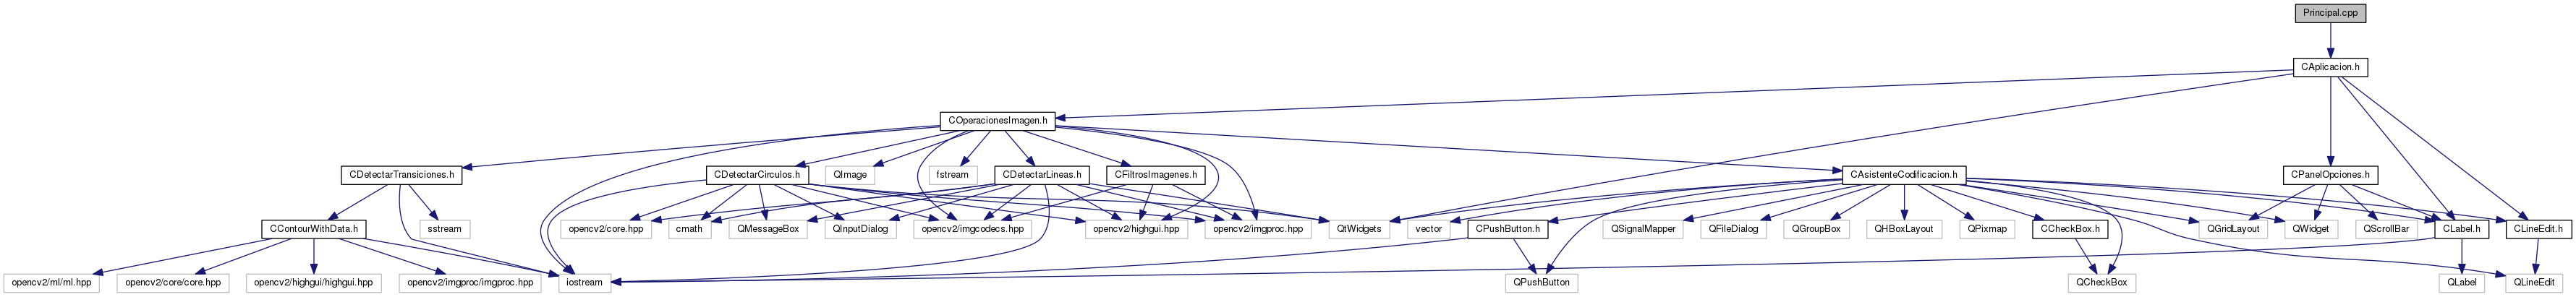 Principal.cpp
CAplicacion.h
COperacionesImagen.h
CDetectarTransiciones.h
CDetectarCirculos.h
QImage
fstream
CDetectarLineas.h
CFiltrosImagenes.h
CAsistenteCodificacion.h
CPanelOpciones.h
CContourWithData.h
sstream
opencv2/core.hpp
cmath
QMessageBox
QInputDialog
opencv2/imgcodecs.hpp
opencv2/highgui.hpp
opencv2/imgproc.hpp
QtWidgets
vector
CPushButton.h
QSignalMapper
QFileDialog
QGroupBox
QHBoxLayout
QPixmap
CCheckBox.h
QGridLayout
QWidget
QScrollBar
CLabel.h
CLineEdit.h
opencv2/ml/ml.hpp
opencv2/core/core.hpp
opencv2/highgui/highgui.hpp
opencv2/imgproc/imgproc.hpp
iostream
QPushButton
QCheckBox
QLabel
QLineEdit